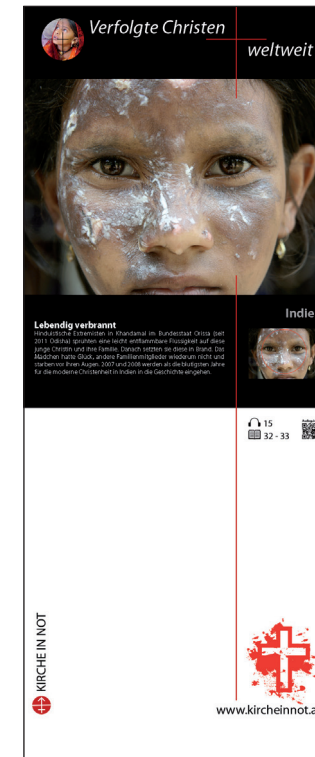 Verfolgte Christen
weltweit
Indie
Lebendig verbrannt
Hinduistische Extremisten in Khandamal im Bundesstaat Orissa (seit
2011 Odisha) sprühten eine leicht entflammbare Flüssigkeit auf diese
junge Christin und ihre Familie. Danach setzten sie diese in Brand. Das
Mädchen hatte Glück, andere Familienmitglieder wiederum nicht und
starben vor ihren Augen. 2007 und 2008 werden als die blutigsten Jahre
für die moderne Christenheit in Indien in die Geschichte eingehen.
15
32 - 33
KIRCHE IN NOT
www.kircheinnot.a